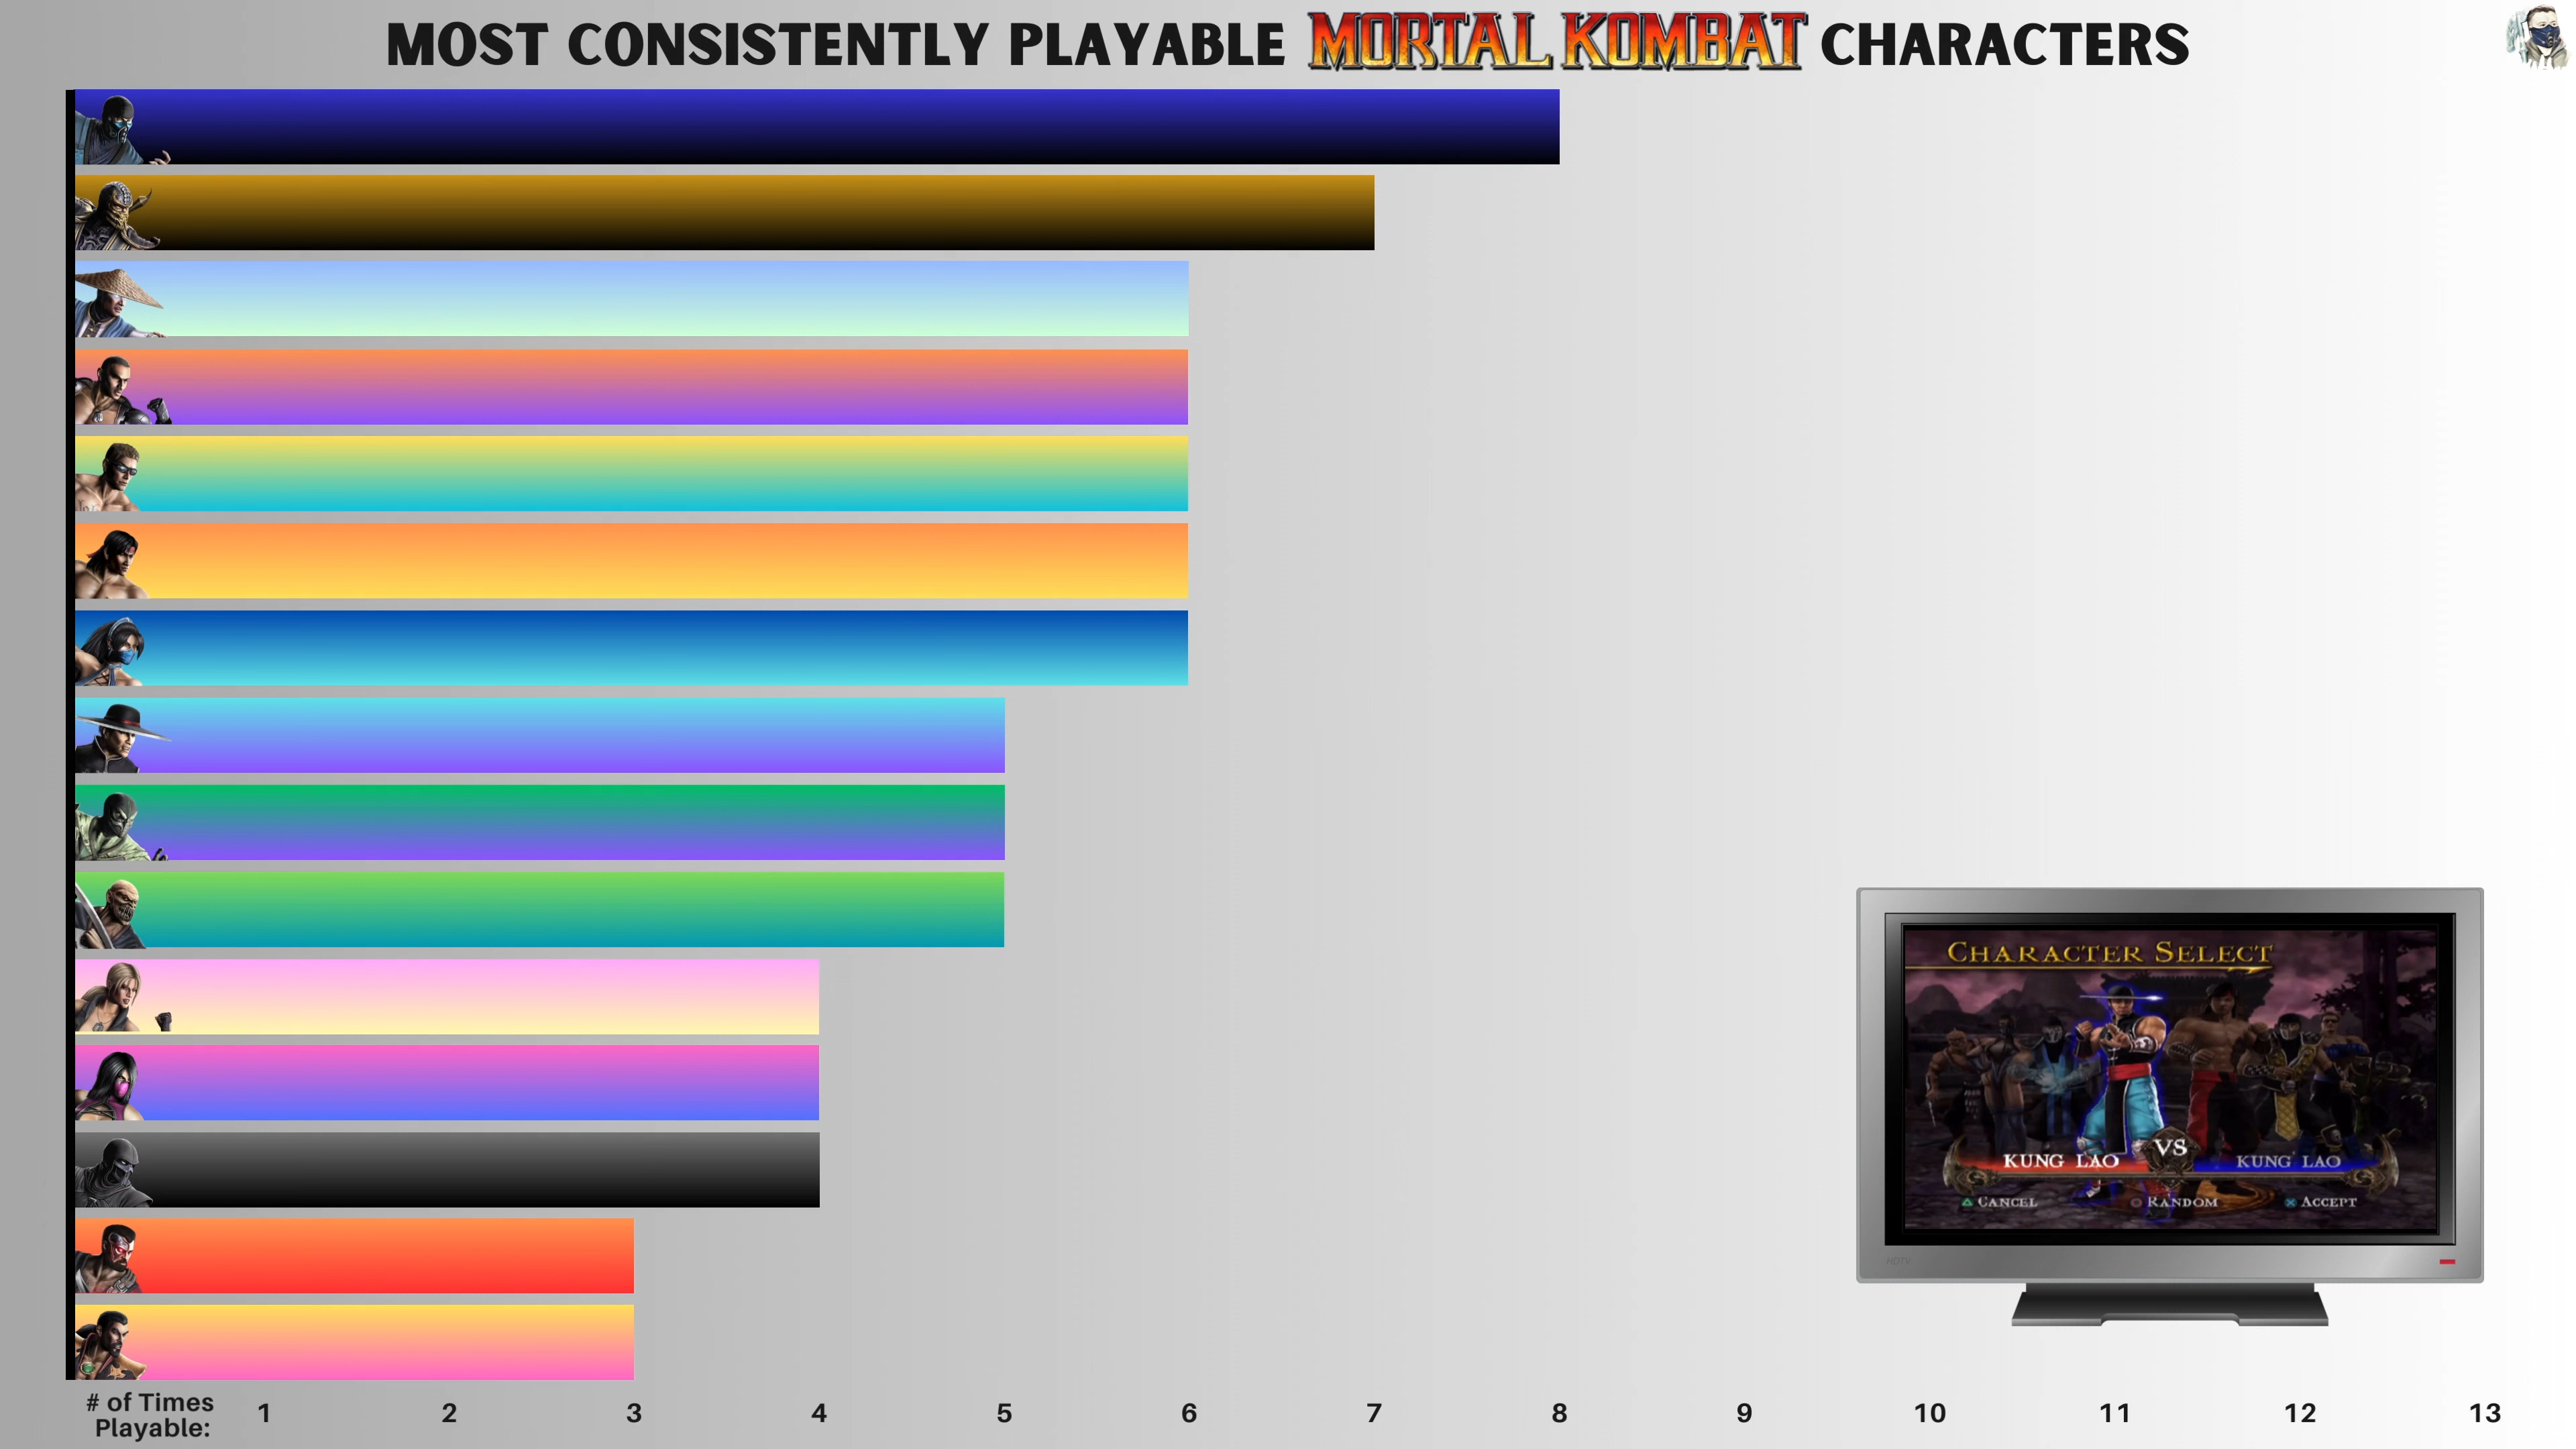 MOST CONSISTENTLY PLAYABLE MORTAL KOMBAT CHARACTERS
CHARACTER SELECT
VS
KUNG LAO KUNG LAO
CANCEL RANDOM ACCEPT
HDTV
# of Times
Playable:
1 2 3 4 5 6 7 8 9 10 11 12 13